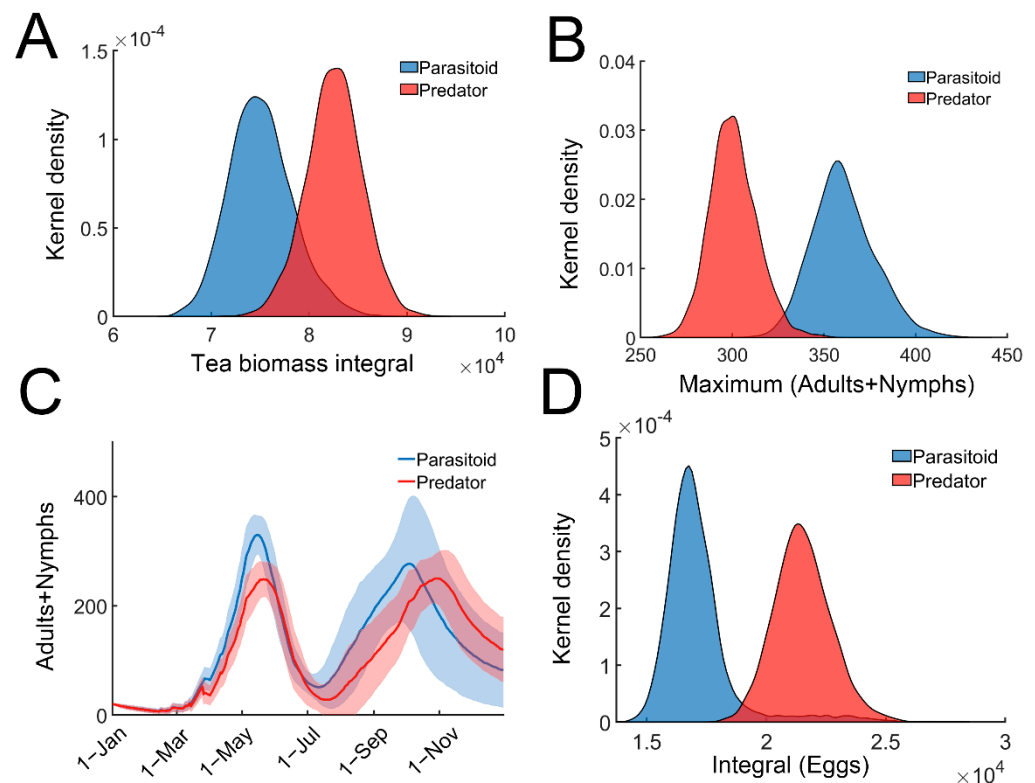 A
×10⁻⁴
1.5
1
0.5
0
Kernel density
Parasitoid
Predator
6 7 8 9 10
Tea biomass integral
×10⁴
B
0.04
0.03
0.02
0.01
0
Kernel density
Parasitoid
Predator
250 300 350 400 450
Maximum (Adults+Nymphs)
C
400
200
0
Adults+Nymphs
Parasitoid
Predator
1-Jan 1-Mar 1-May 1-Jul 1-Sep 1-Nov
D
×10⁻⁴
5
4
3
2
1
0
Kernel density
Parasitoid
Predator
1.5 2 2.5 3
Integral (Eggs)
×10⁴